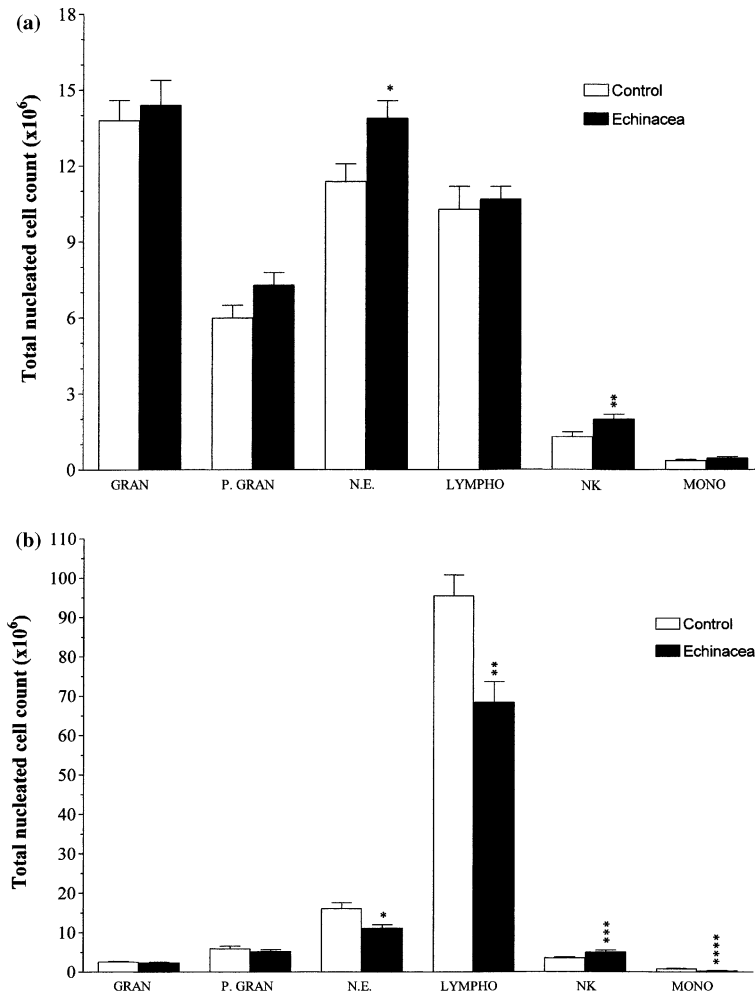 (a)
Total nucleated cell count (x10⁶)
18
15
12
9
6
3
0
Control
Echinacea
*
**
GRAN P. GRAN N.E. LYMPHO NK MONO
(b)
Total nucleated cell count (x10⁶)
110
100
90
80
70
60
50
40
30
20
10
0
Control
Echinacea
*
**
***
****
GRAN P. GRAN N.E. LYMPHO NK MONO